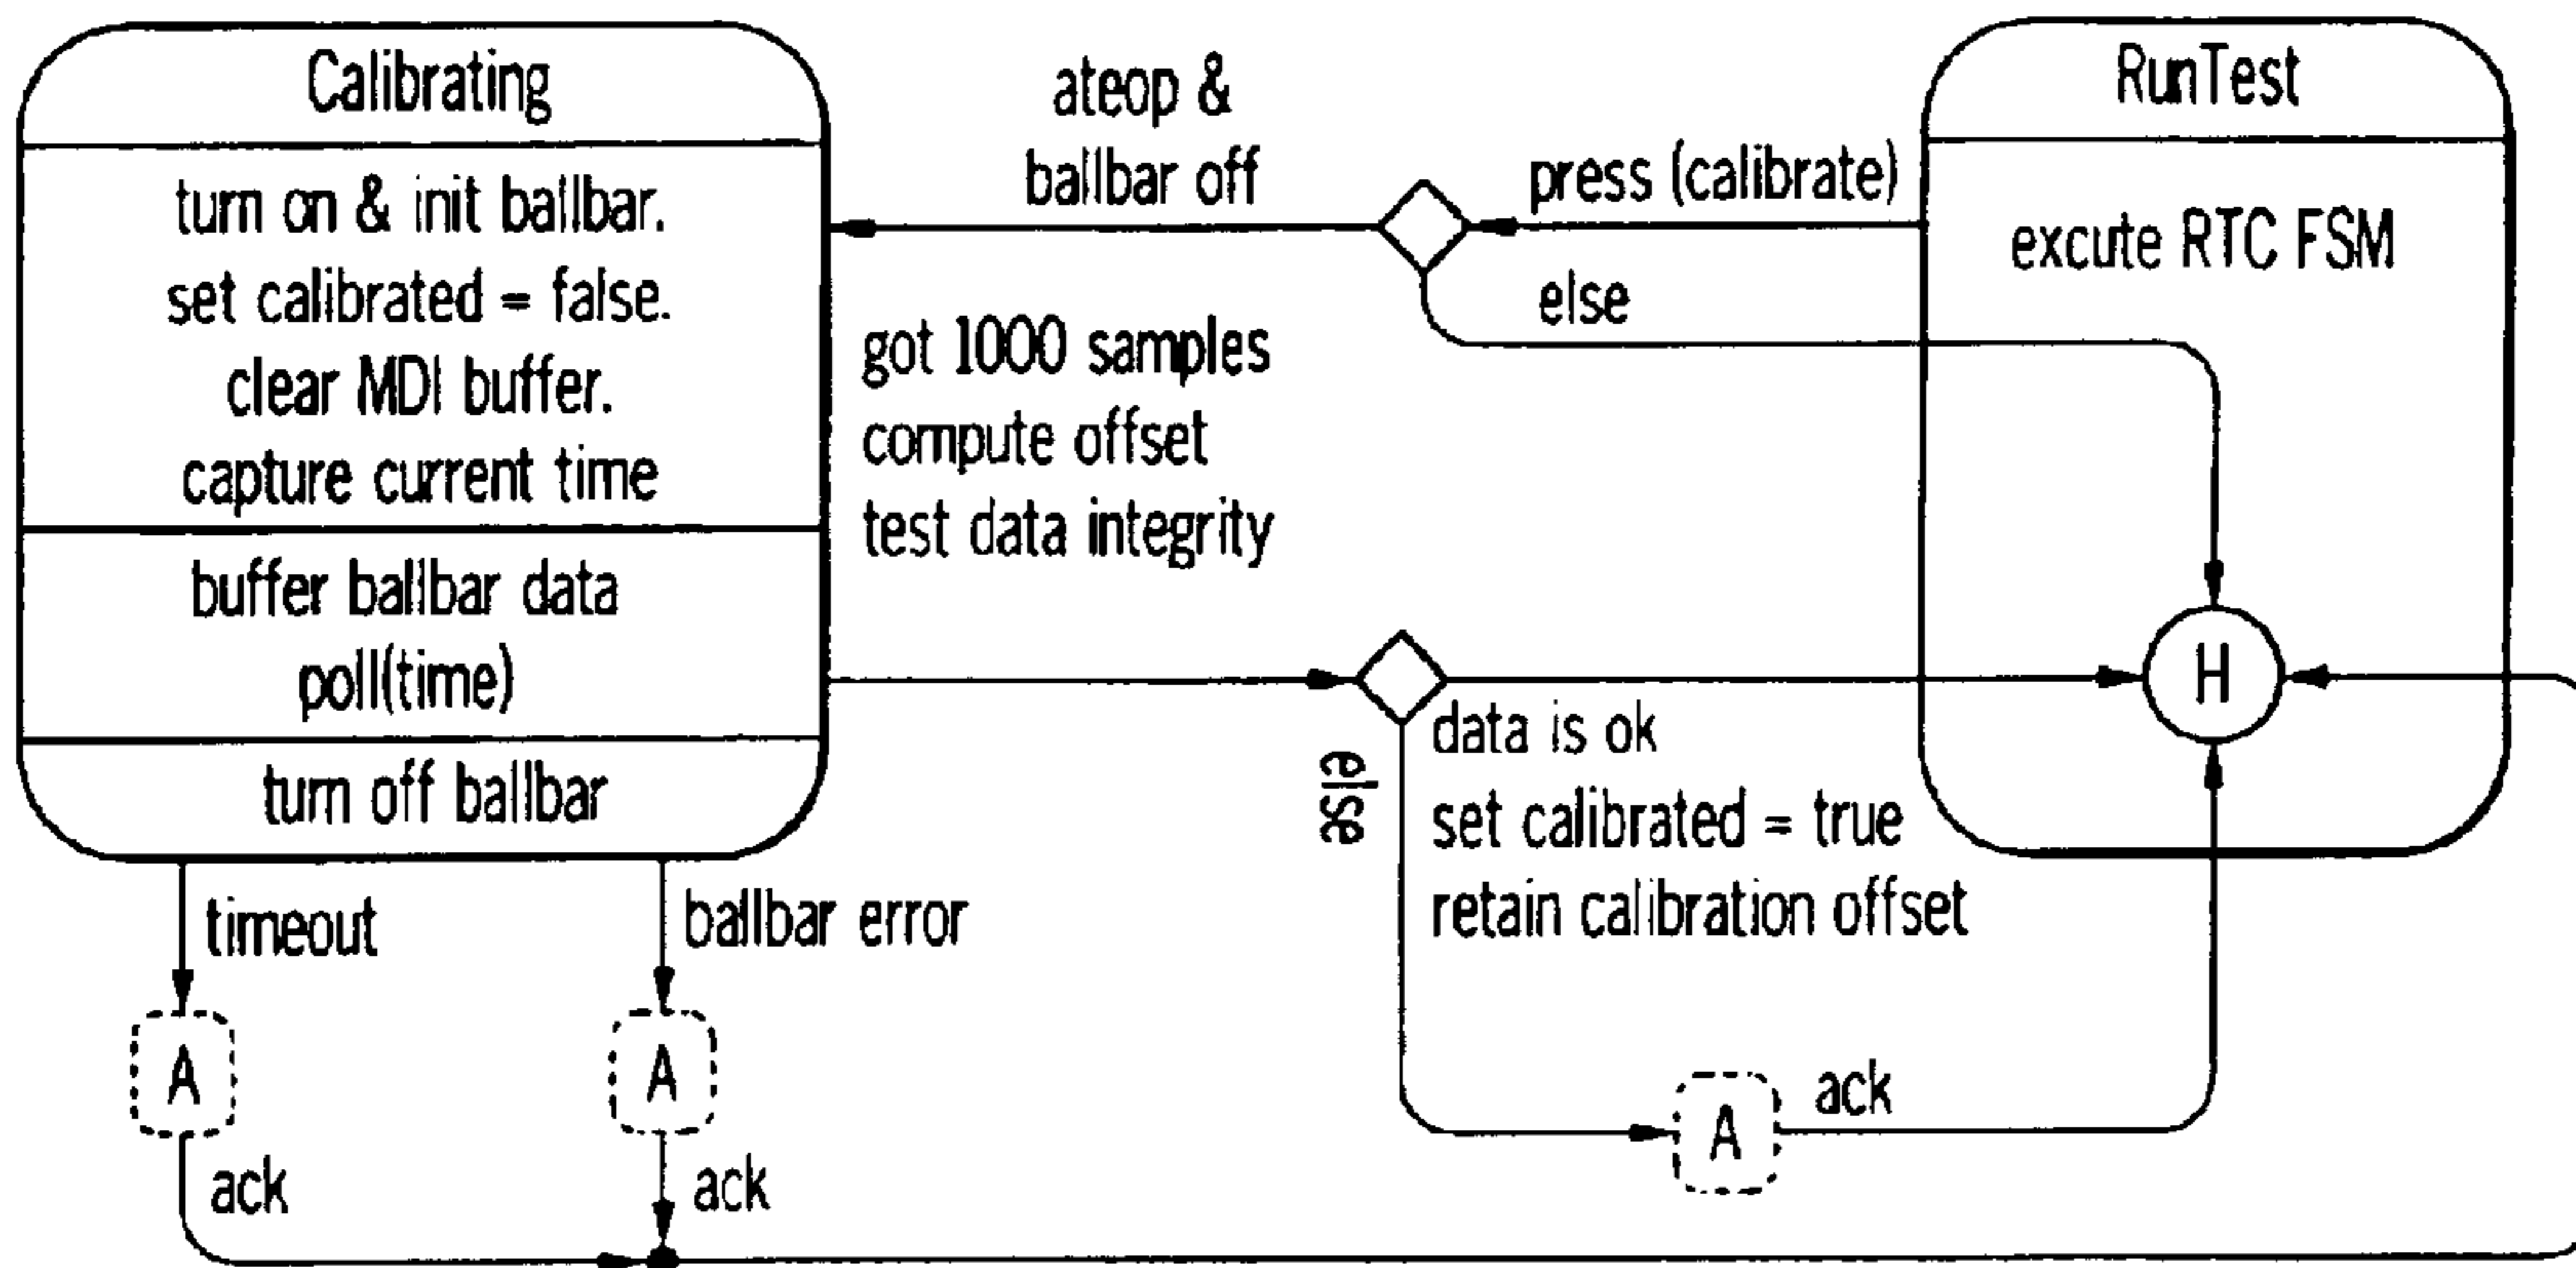 Calibrating
turn on & init ballbar.
set calibrated = false.
clear MDI buffer.
capture current time
buffer ballbar data
poll(time)
turn off ballbar
ateop &
ballbar off
press (calibrate)
else
RunTest
excute RTC FSM
got 1000 samples
compute offset
test data integrity
H
data is ok
set calibrated = true
retain calibration offset
else
timeout
ballbar error
A
A
A
ack
ack
ack